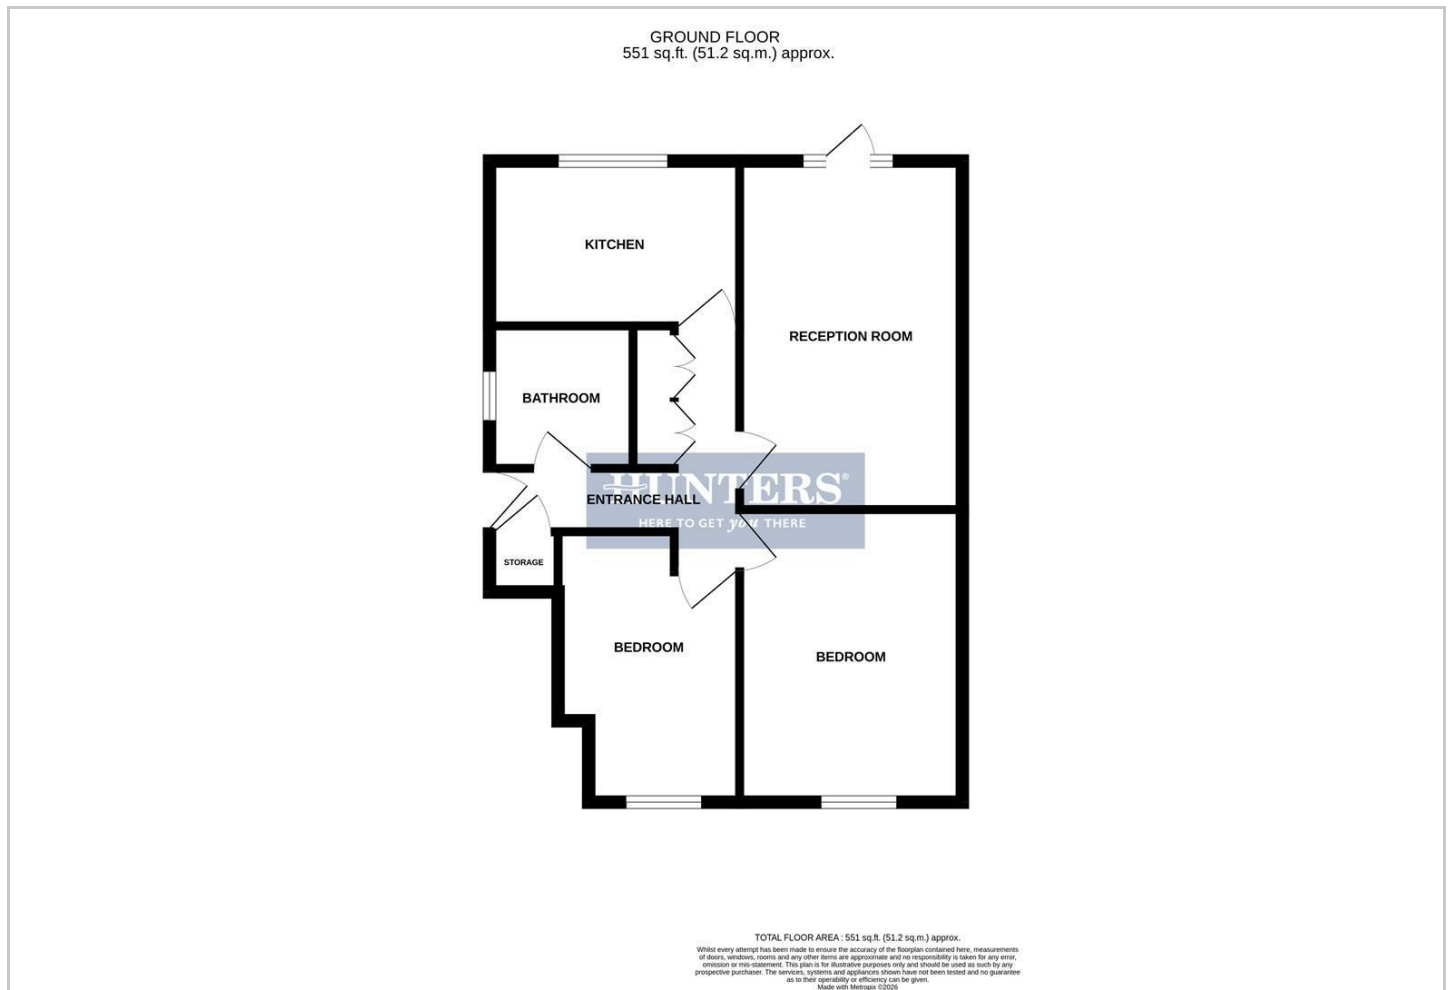 GROUND FLOOR
551 sq.ft. (51.2 sq.m.) approx.
KITCHEN
RECEPTION ROOM
BATHROOM
HUNTERS®
ENTRANCE HALL
HERE TO GET you THERE
STORAGE
BEDROOM
BEDROOM
TOTAL FLOOR AREA : 551 sq.ft. (51.2 sq.m.) approx.
Whilst every attempt has been made to ensure the accuracy of the floorplan contained here, measurements
of doors, windows, rooms and any other items are approximate and no responsibility is taken for any error,
omission or mis-statement. This plan is for illustrative purposes only and should be used as such by any
prospective purchaser. The services, systems and appliances shown have not been tested and no guarantee
as to their operability or efficiency can be given.
Made with Metropix ©2026